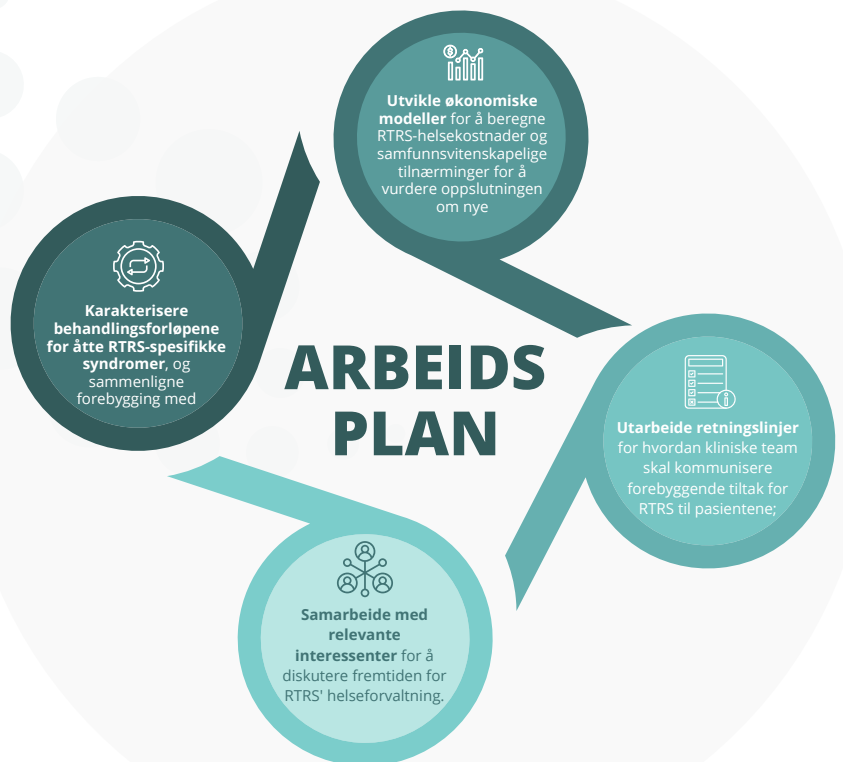 Utvikle økonomiske
modeller for å beregne
RTRS-helsekostnader og
samfunnsvitenskapelige
tilnærminger for å
vurdere oppslutningen
om nye
Karakterisere
behandlingsforløpene
for åtte RTRS-spesifikke
syndromer, og
sammenligne
forebygging med
ARBEIDS
PLAN
Utarbeide retningslinjer
for hvordan kliniske team
skal kommunisere
forebyggende tiltak for
RTRS til pasientene;
Samarbeide med
relevante
interessenter for å
diskutere fremtiden for
RTRS' helseforvaltning.